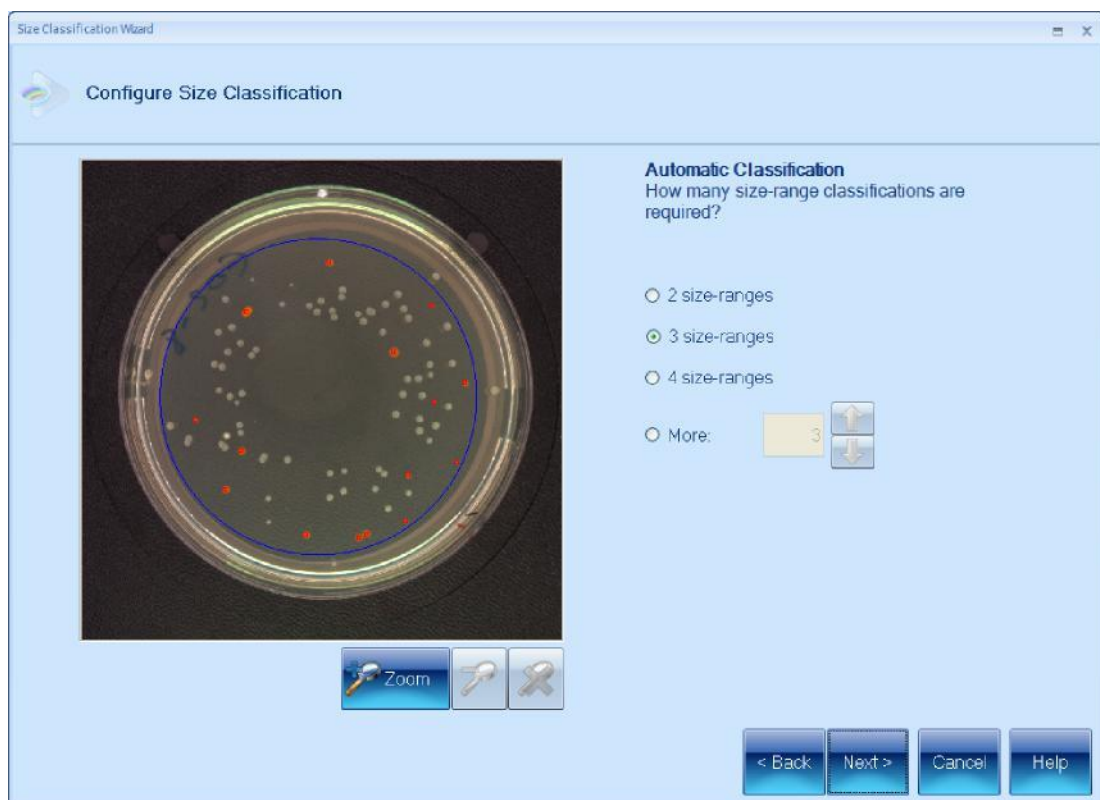 Size Classification Wizard
Configure Size Classification
Automatic Classification
How many size-range classifications are
required?
2 size-ranges
3 size-ranges
4 size-ranges
More:
3
Zoom
< Back
Next >
Cancel
Help